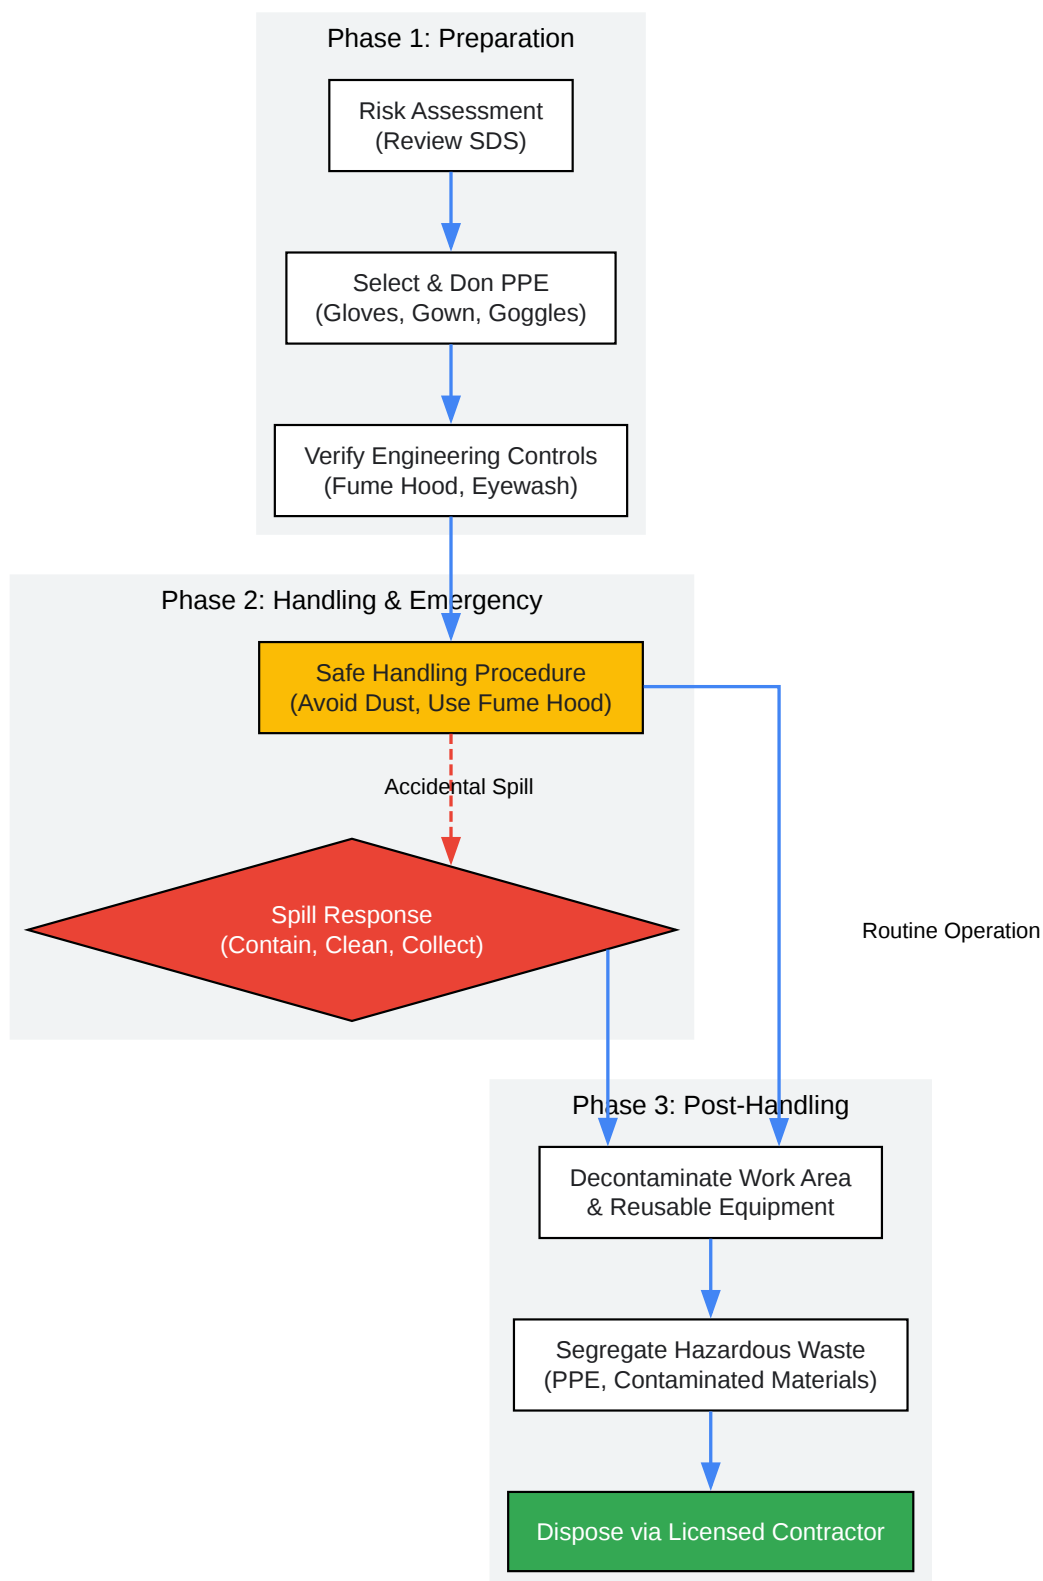 Phase 1: Preparation
Risk Assessment
(Review SDS)
Select & Don PPE
(Gloves, Gown, Goggles)
Verify Engineering Controls
(Fume Hood, Eyewash)
Phase 2: Handling & Emergency
Safe Handling Procedure
(Avoid Dust, Use Fume Hood)
Accidental Spill
Spill Response
(Contain, Clean, Collect)
Routine Operation
Phase 3: Post-Handling
Decontaminate Work Area
& Reusable Equipment
Segregate Hazardous Waste
(PPE, Contaminated Materials)
Dispose via Licensed Contractor